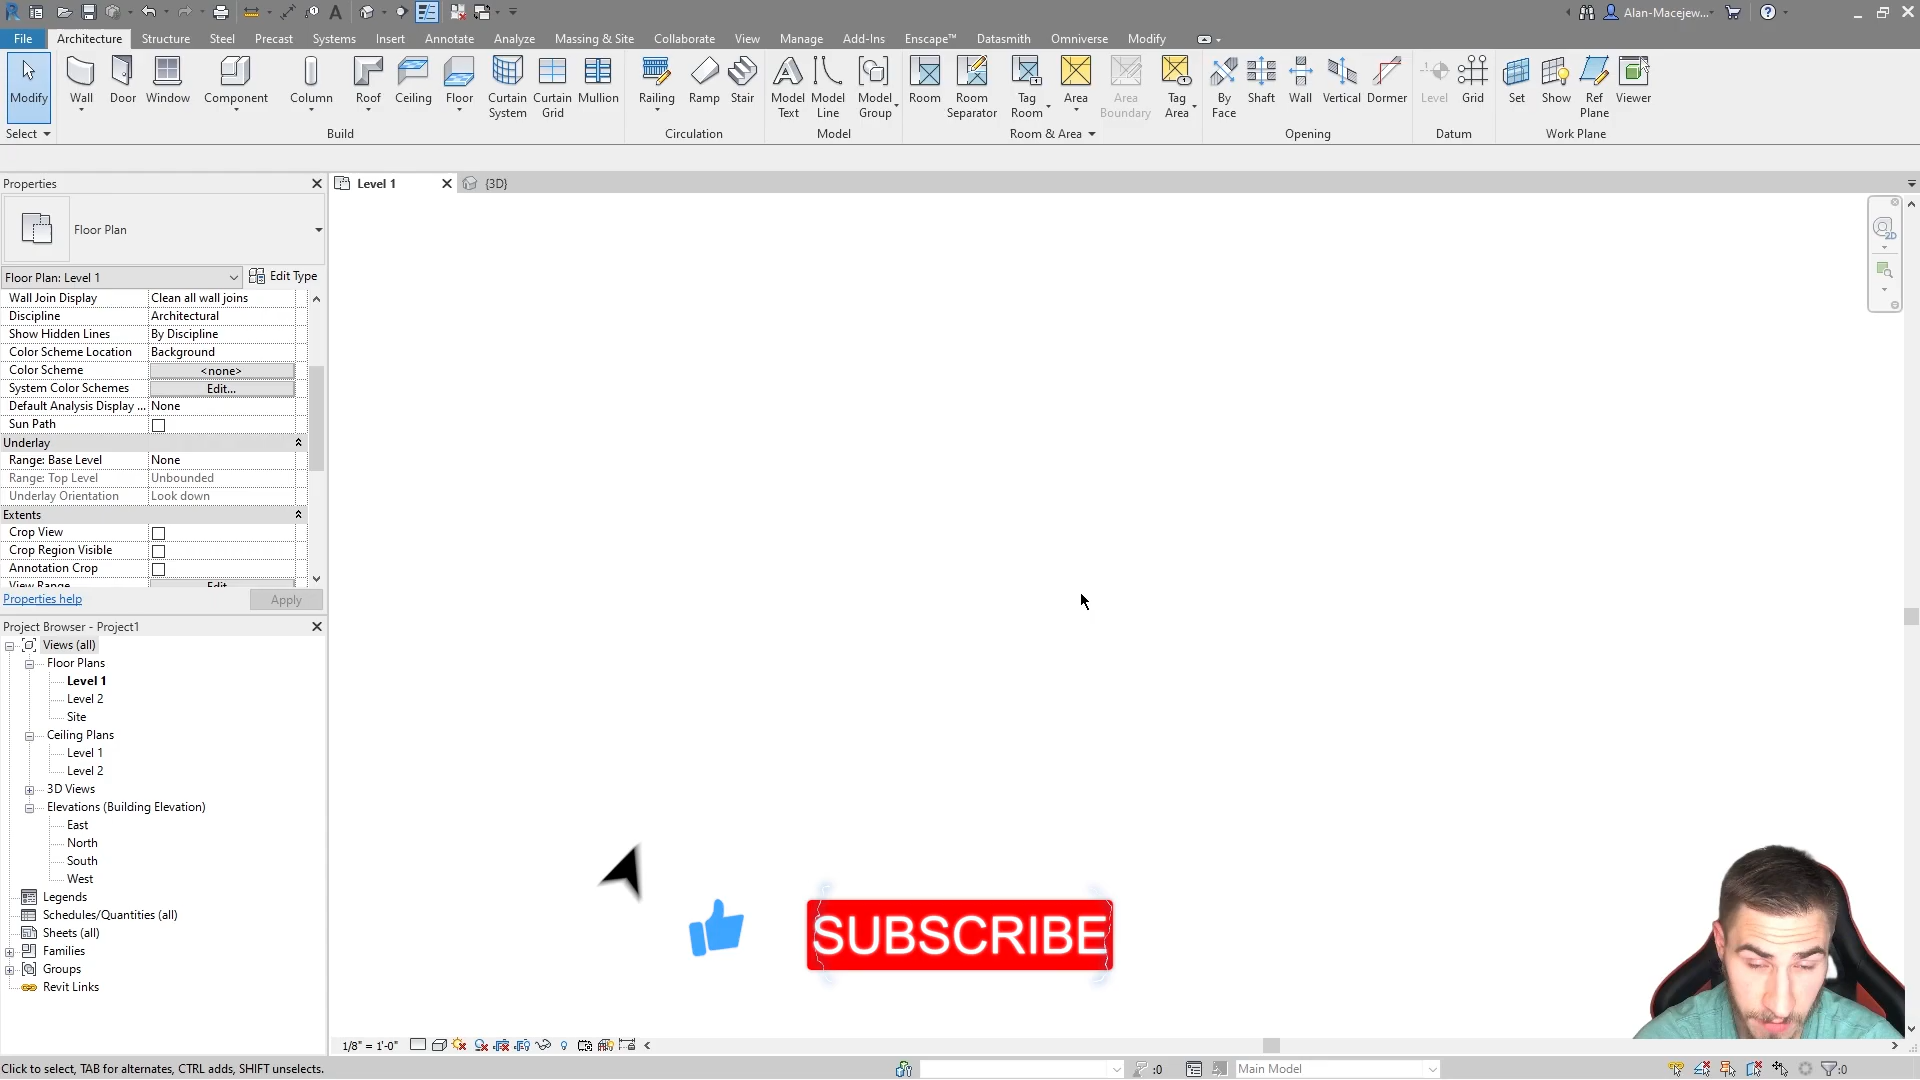 Alan-Macejew...
File Architecture Structure Steel Precast Systems Insert Annotate Analyze Massing & Site Collaborate View Manage Add-Ins Enscape™ Datasmith Omniverse Modify
Modify Wall Door Window Component Column Roof Ceiling Floor Curtain System Curtain Grid Mullion Railing Ramp Stair Model Text Model Line Model Group Room Room Separator Tag Room Area Area Boundary Tag Area By Face Shaft Wall Vertical Dormer Level Grid Set Show Ref Plane Viewer
Select Build Circulation Model Room & Area Opening Datum Work Plane
Properties
Level 1 {3D}
2D
Floor Plan
Floor Plan: Level 1 Edit Type
Wall Join Display Clean all wall joins
Discipline Architectural
Show Hidden Lines By Discipline
Color Scheme Location Background
Color Scheme <none>
System Color Schemes Edit...
Default Analysis Display ... None
Sun Path
Underlay
Range: Base Level None
Range: Top Level Unbounded
Underlay Orientation Look down
Extents
Crop View
Crop Region Visible
Annotation Crop
View Range Edit...
Properties help Apply
Project Browser - Project1
Views (all)
Floor Plans
Level 1
Level 2
Site
Ceiling Plans
Level 1
Level 2
3D Views
Elevations (Building Elevation)
East
North
South
West
Legends
Schedules/Quantities (all)
Sheets (all)
Families
Groups
Revit Links
SUBSCRIBE
1/8" = 1'-0"
Click to select, TAB for alternates, CTRL adds, SHIFT unselects. :0 Main Model :0